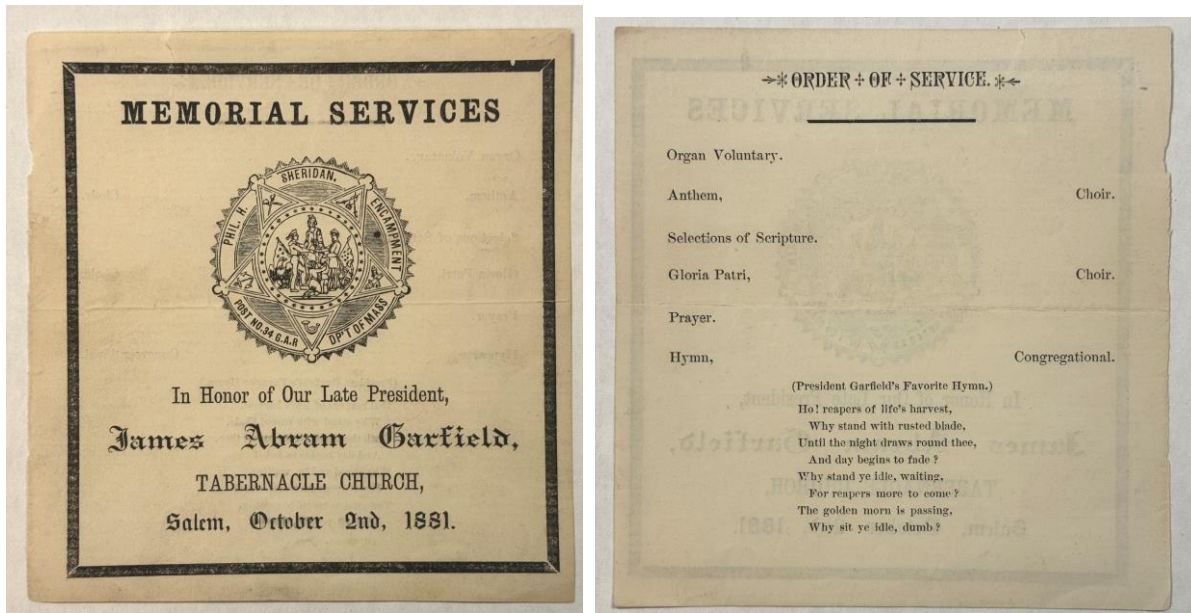 MEMORIAL SERVICES
PHIL. H. SHERIDAN. ENCAMPMENT
POST NO. 34 G.A.R DP'T OF MASS
In Honor of Our Late President,
James Abram Garfield,
TABERNACLE CHURCH,
Salem, October 2nd, 1881.
ORDER + OF + SERVICE.
Organ Voluntary.
Anthem, Choir.
Selections of Scripture.
Gloria Patri, Choir.
Prayer.
Hymn, Congregational.
(President Garfield's Favorite Hymn.)
Ho! reapers of life's harvest,
Why stand with rusted blade,
Until the night draws round thee,
And day begins to fade?
Why stand ye idle, waiting,
For reapers more to come?
The golden morn is passing,
Why sit ye idle, dumb?